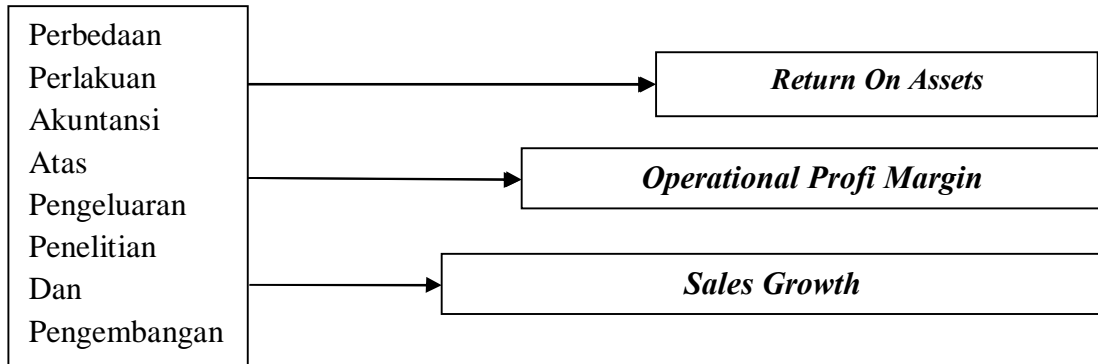 Perbedaan
Perlakuan
Akuntansi
Atas
Pengeluaran
Penelitian
Dan
Pengembangan
Return On Assets
Operational Profi Margin
Sales Growth